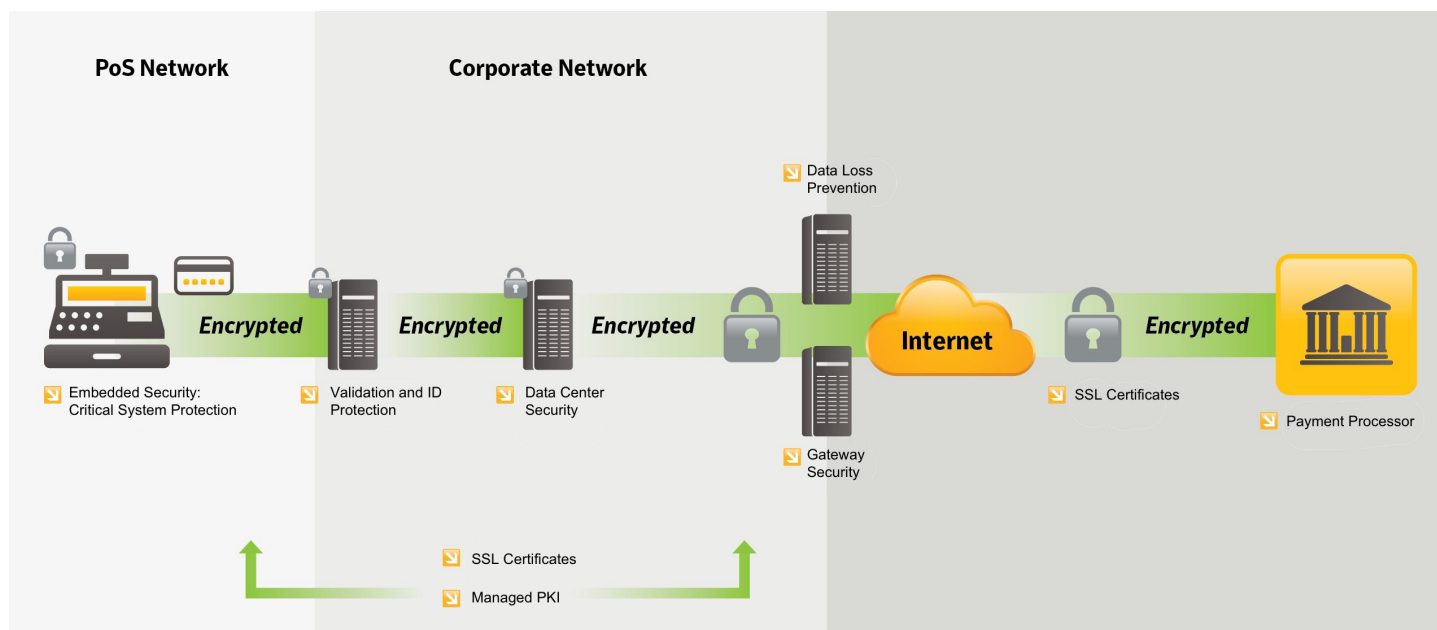 PoS Network
Corporate Network
Data Loss
Prevention
Encrypted
Encrypted
Encrypted
Internet
Encrypted
Embedded Security:
Critical System Protection
Validation and ID
Protection
Data Center
Security
SSL Certificates
Payment Processor
Gateway
Security
SSL Certificates
Managed PKI